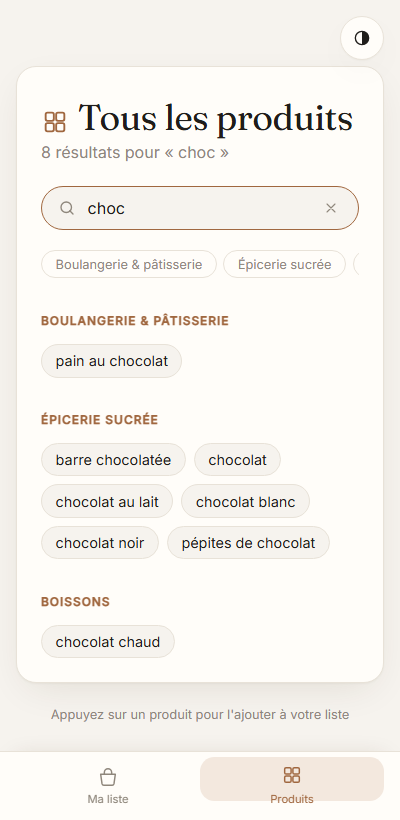 Tous les produits
8 résultats pour « choc »
choc
Boulangerie & pâtisserie Épicerie sucrée
BOULANGERIE & PÂTISSERIE
pain au chocolat
ÉPICERIE SUCRÉE
barre chocolatée chocolat
chocolat au lait chocolat blanc
chocolat noir pépites de chocolat
BOISSONS
chocolat chaud
Appuyez sur un produit pour l'ajouter à votre liste
Ma liste Produits